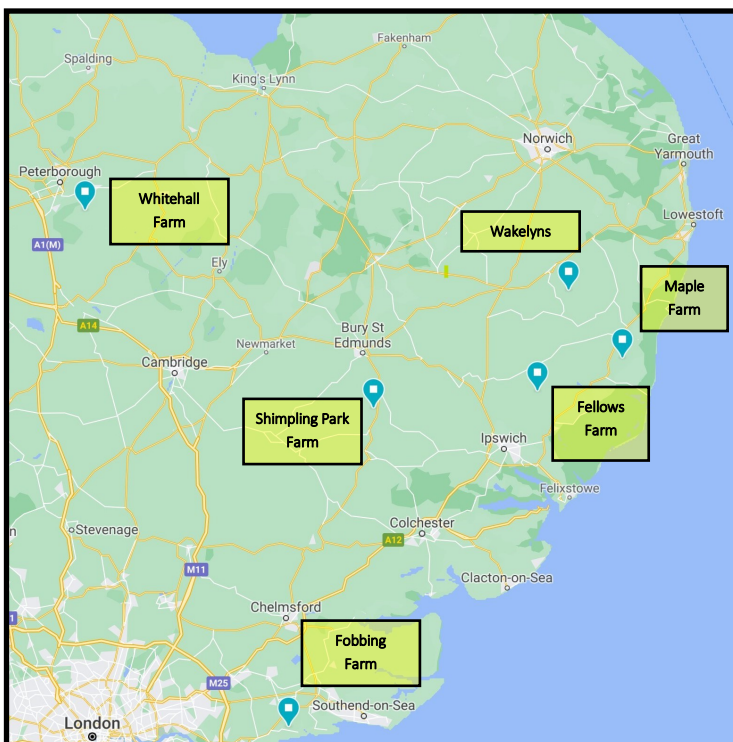 Fakenham
Spalding
King's Lynn
Norwich
Great
Yarmouth
Peterborough
Whitehall
Farm
Wakelyns
Lowestoft
A1(M)
Ely
Maple
Farm
A14
Bury St
Edmunds
Newmarket
Cambridge
Shimpling Park
Farm
Fellows
Farm
Ipswich
Felixstowe
Colchester
n
Stevenage
A12
M11
Clacton-on-Sea
Chelmsford
1
Fobbing
Farm
M25
Southend-on-Sea
London